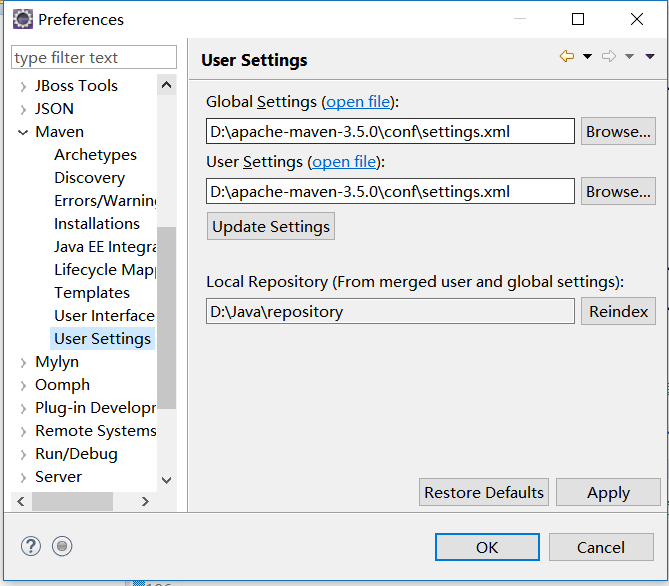 Preferences
type filter text
JBoss Tools
JSON
Maven
Archetypes
Discovery
Errors/Warning
Installations
Java EE Integra
Lifecycle Mapp
Templates
User Interface
User Settings
Mylyn
Oomph
Plug-in Developm
Remote Systems
Run/Debug
Server
User Settings
Global Settings (open file):
D:\apache-maven-3.5.0\conf\settings.xml Browse...
User Settings (open file):
D:\apache-maven-3.5.0\conf\settings.xml Browse...
Update Settings
Local Repository (From merged user and global settings):
D:\Java\repository Reindex
Restore Defaults Apply
OK Cancel